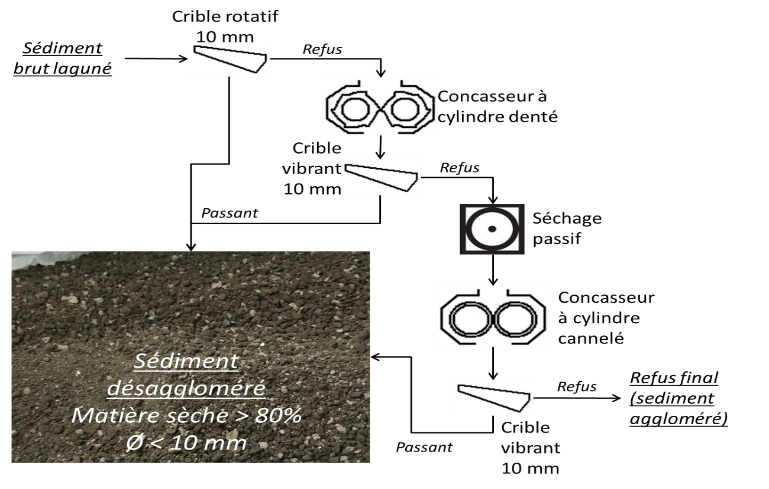 Crible rotatif
10 mm
Sédiment
brut laguné
Refus
Concasseur à
cylindre denté
Crible
vibrant
10 mm
Refus
Passant
Séchage
passif
Concasseur
à cylindre
cannelé
Sédiment
désaggloméré
Matière sèche > 80%
Ø < 10 mm
Refus
Refus final
(sediment
aggloméré)
Passant
Crible
vibrant
10 mm